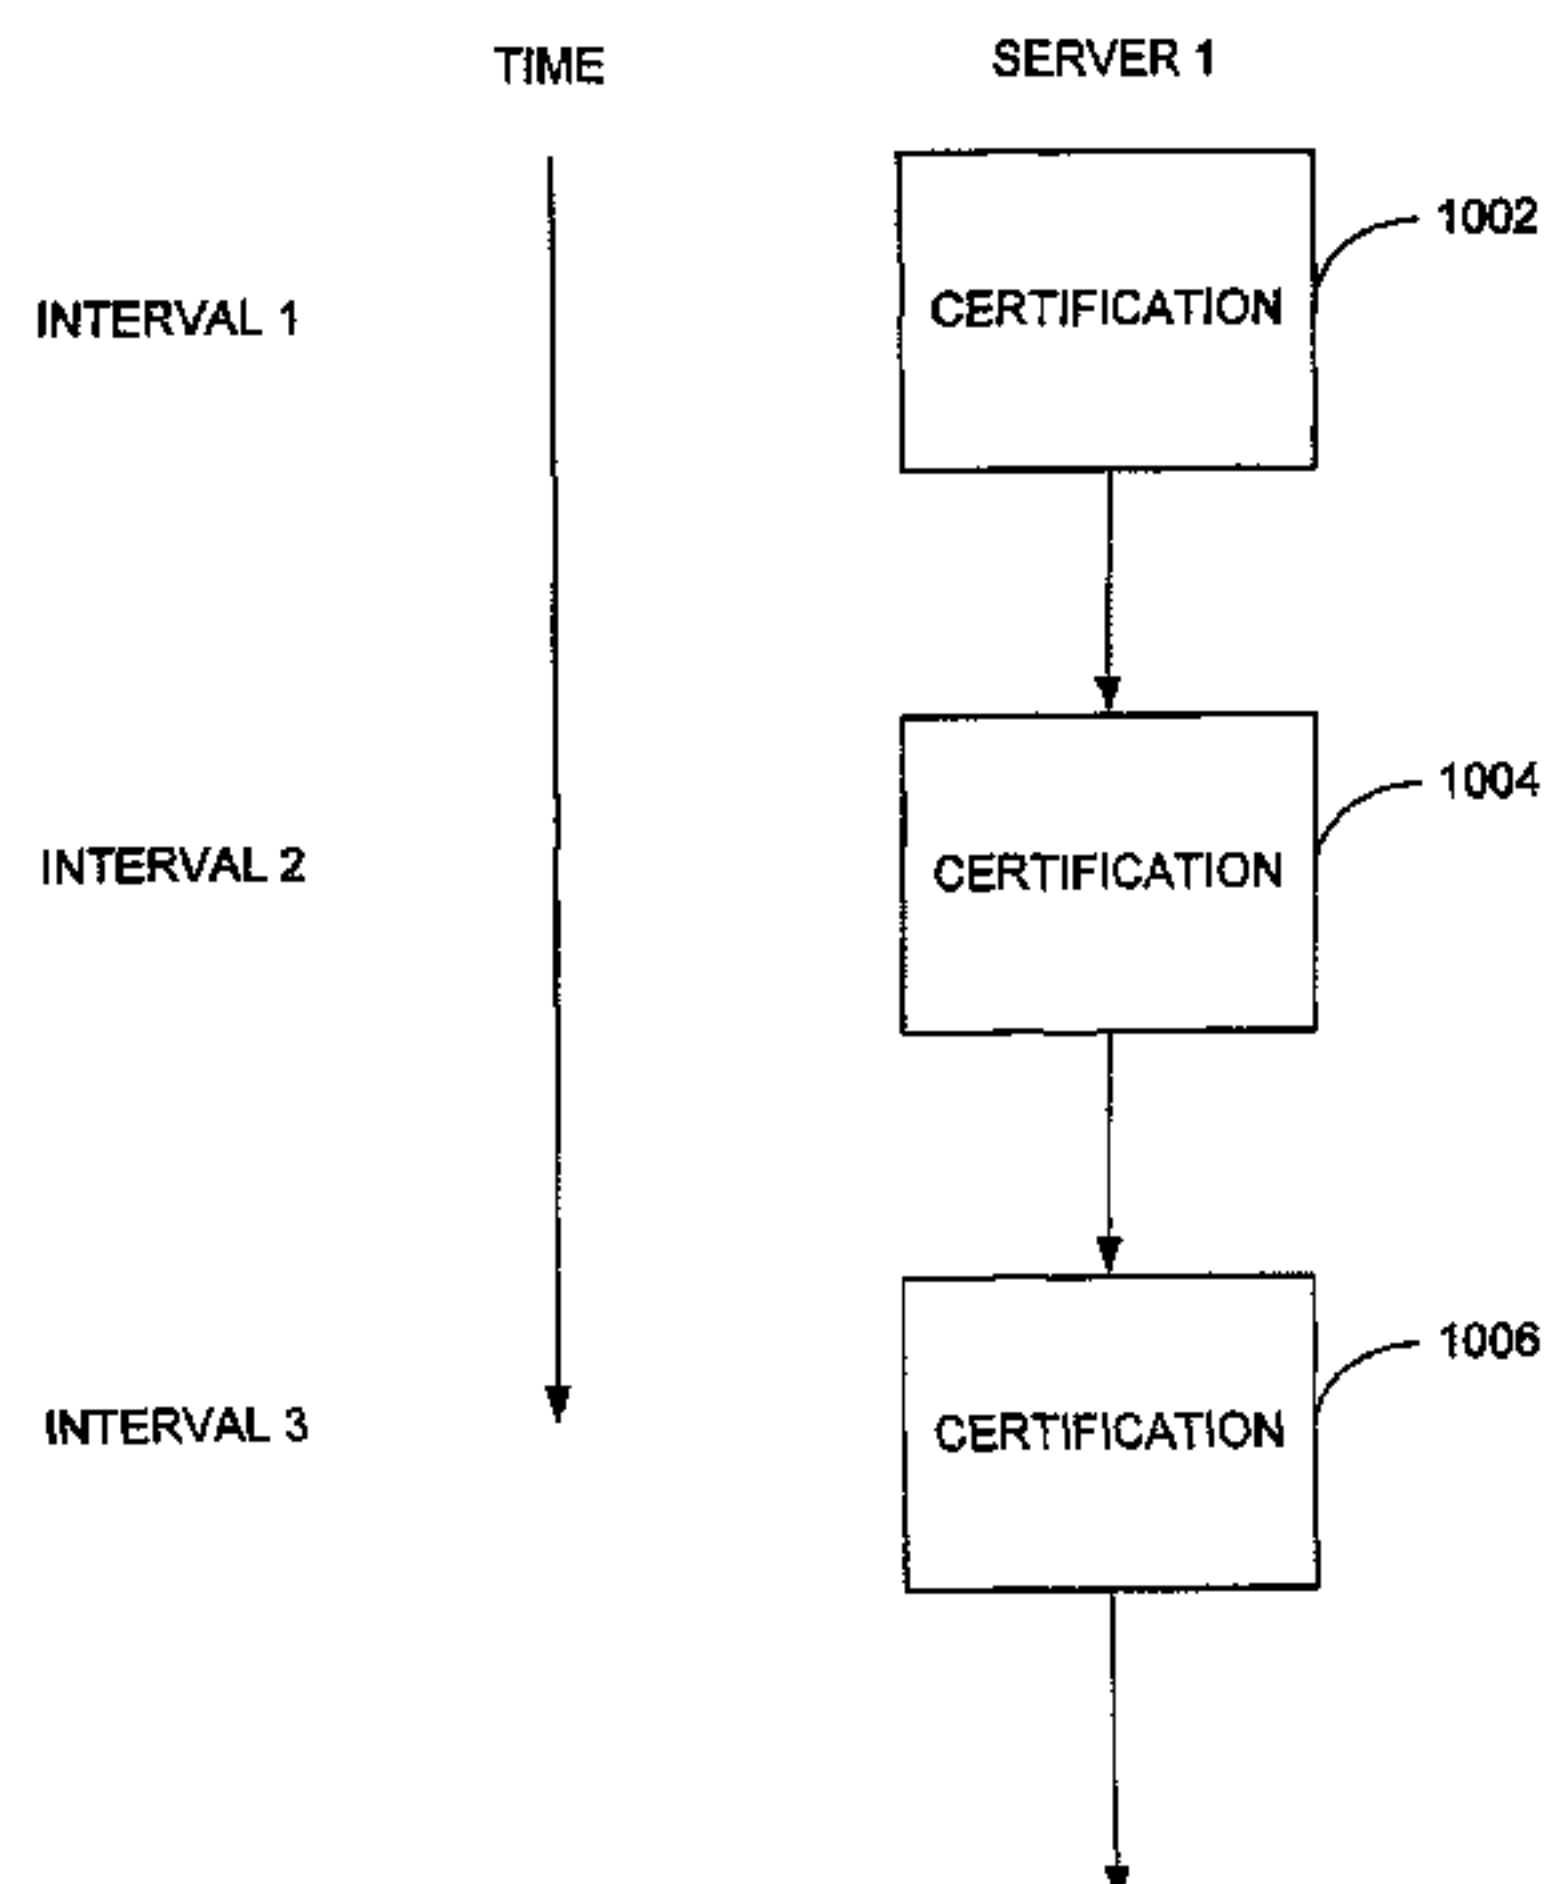 TIME
SERVER 1
1002
INTERVAL 1
CERTIFICATION
1004
INTERVAL 2
CERTIFICATION
1006
INTERVAL 3
CERTIFICATION